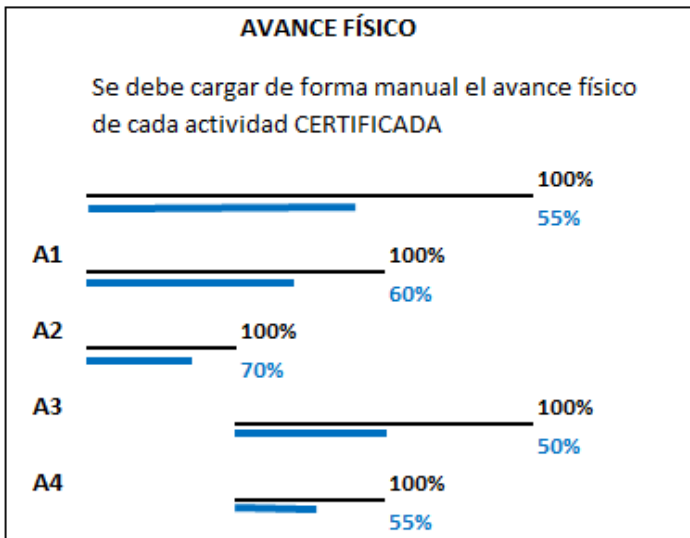 AVANCE FÍSICO
Se debe cargar de forma manual el avance físico
de cada actividad CERTIFICADA
100%
55%
A1
100%
60%
A2
100%
70%
A3
100%
50%
A4
100%
55%